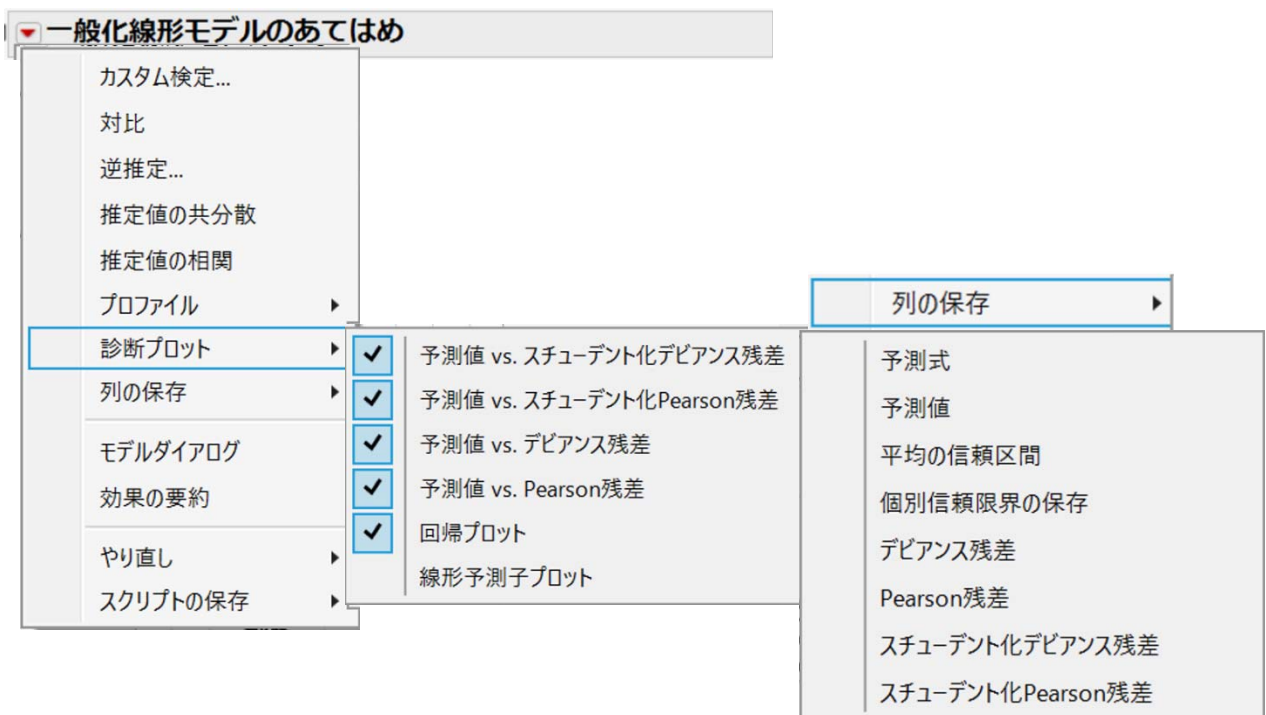 一般化線形モデルのあてはめ
カスタム検定...
対比
逆推定...
推定値の共分散
推定値の相関
プロファイル
診断プロット
列の保存
モデルダイアログ
効果の要約
やり直し
スクリプトの保存
予測値 vs. スチューデント化デビアンス残差
予測値 vs. スチューデント化Pearson残差
予測値 vs. デビアンス残差
予測値 vs. Pearson残差
回帰プロット
線形予測子プロット
列の保存
予測式
予測値
平均の信頼区間
個別信頼限界の保存
デビアンス残差
Pearson残差
スチューデント化デビアンス残差
スチューデント化Pearson残差